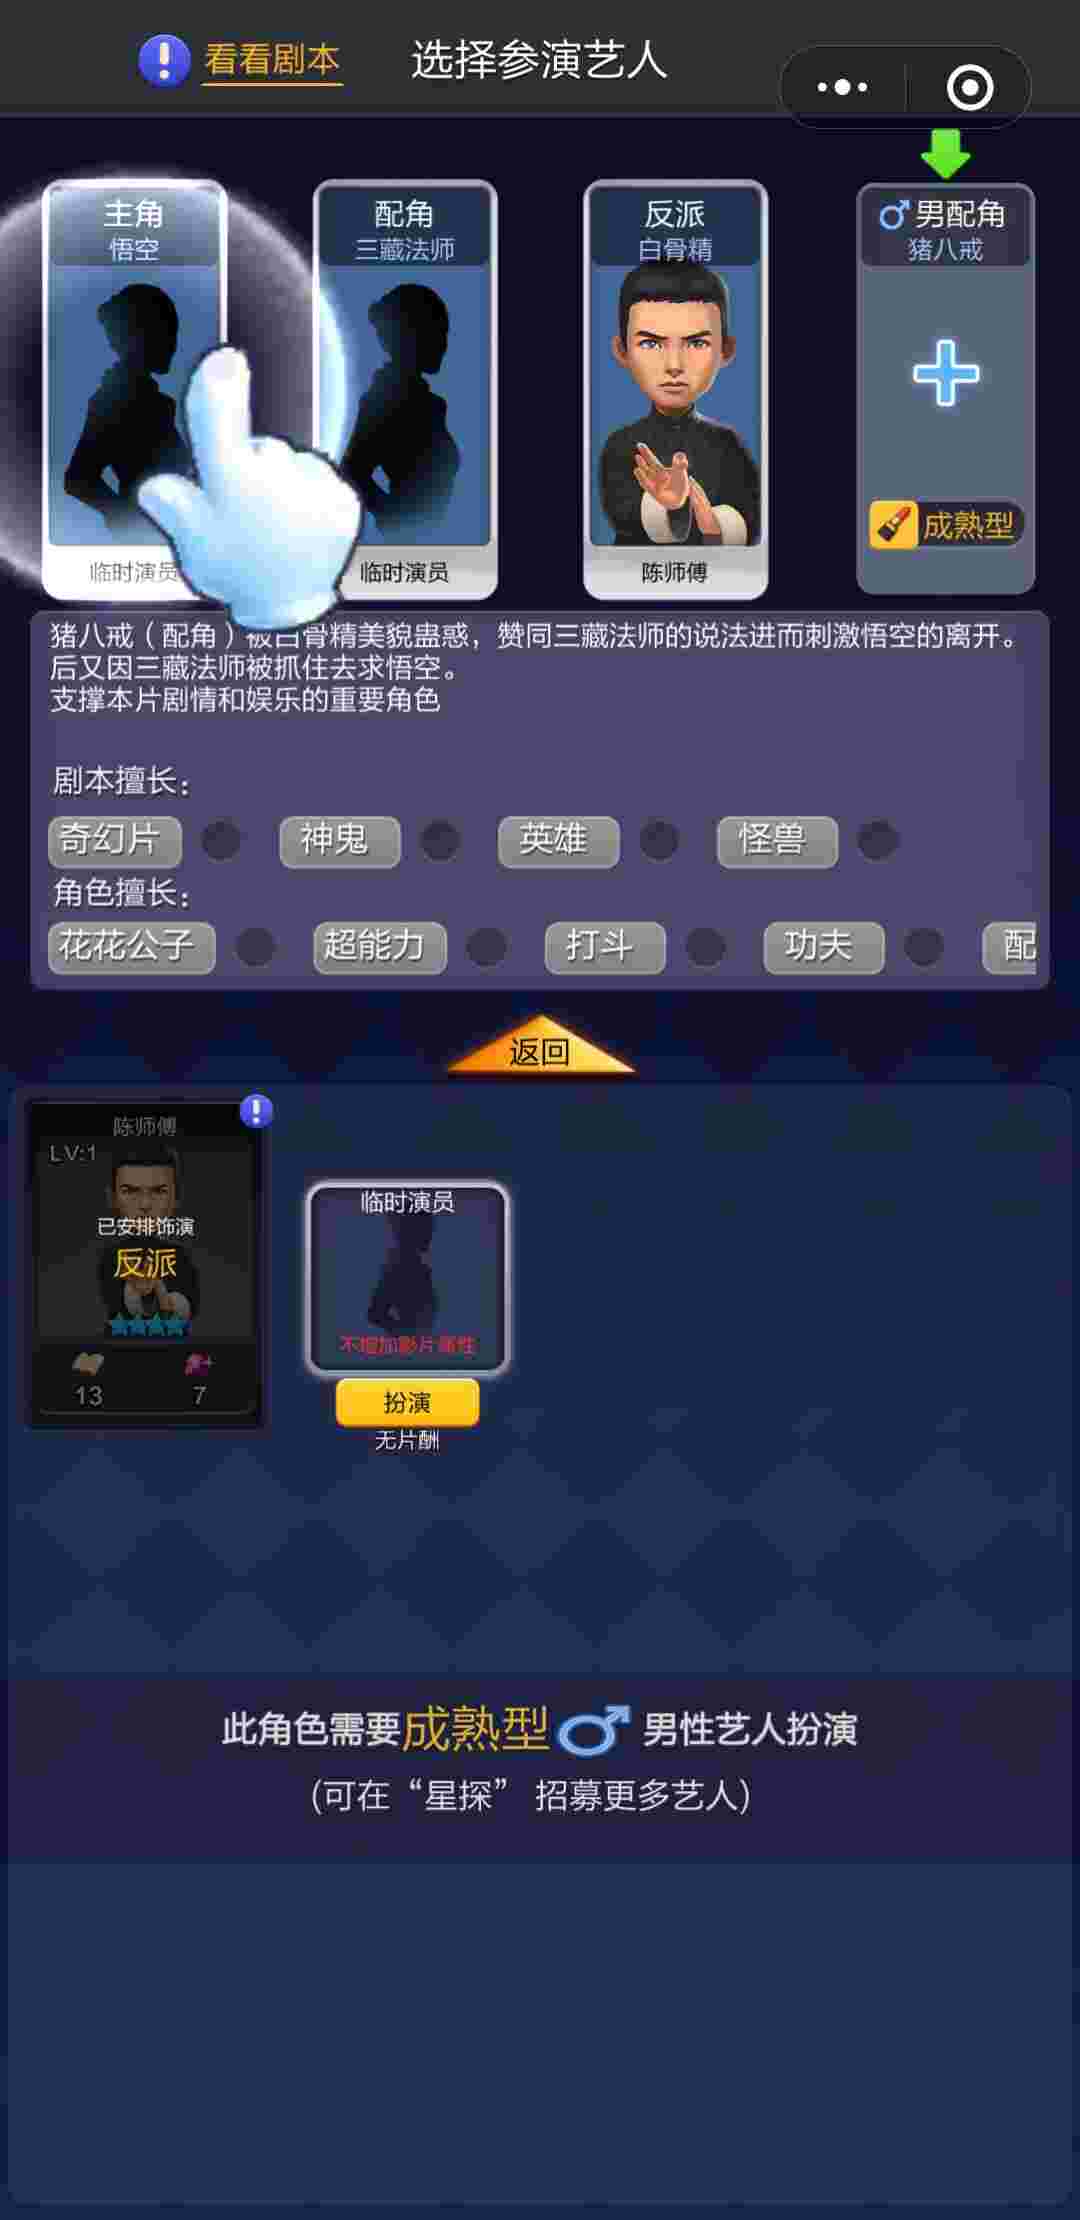 看看剧本
选择参演艺人
主角
悟空
临时演员
配角
三藏法师
临时演员
反派
白骨精
陈师傅
男配角
猪八戒
成熟型
猪八戒（配角）被白骨精美貌蛊惑，赞同三藏法师的说法进而刺激悟空的离开。
后又因三藏法师被抓住去求悟空。
支撑本片剧情和娱乐的重要角色
剧本擅长：
奇幻片 神鬼 英雄 怪兽
角色擅长：
花花公子 超能力 打斗 功夫 配
返回
陈师傅
LV:1
已安排饰演
反派
13 7
临时演员
不增加影片属性
扮演
无片酬
此角色需要成熟型男性艺人扮演
(可在“星探” 招募更多艺人)